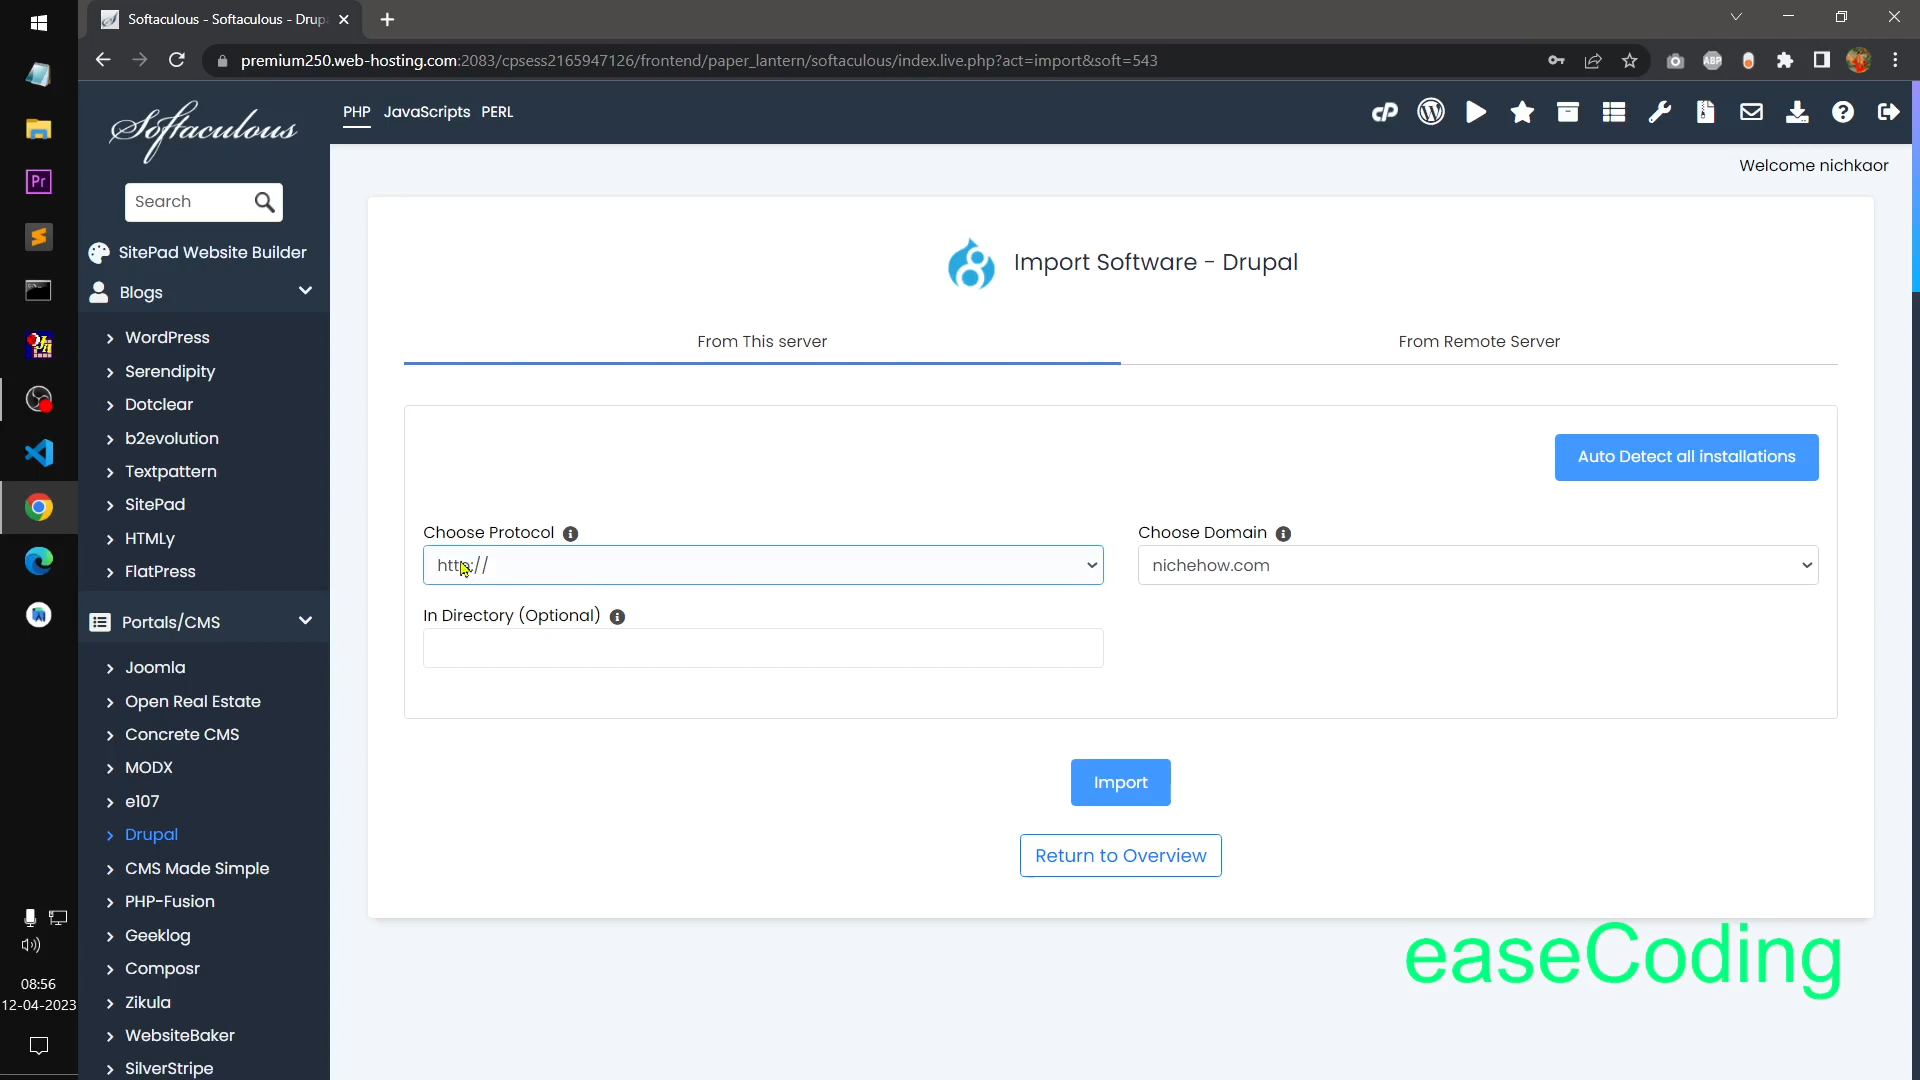 Softaculous - Softaculous - Drup
premium250.web-hosting.com:2083/cpsess2165947126/frontend/paper_lantern/softaculous/index.live.php?act=import&soft=543
ABP
Softaculous
PHP JavaScripts PERL
cP
Welcome nichkaor
Search
SitePad Website Builder
Blogs
WordPress
Serendipity
Dotclear
b2evolution
Textpattern
SitePad
HTMLy
FlatPress
Portals/CMS
Joomla
Open Real Estate
Concrete CMS
MODX
e107
Drupal
CMS Made Simple
PHP-Fusion
Geeklog
Composr
Zikula
WebsiteBaker
SilverStripe
Import Software - Drupal
From This server
From Remote Server
Auto Detect all installations
Choose Protocol
http://
Choose Domain
nichehow.com
In Directory (Optional)
Import
Return to Overview
easeCoding
Pr
08:56
12-04-2023